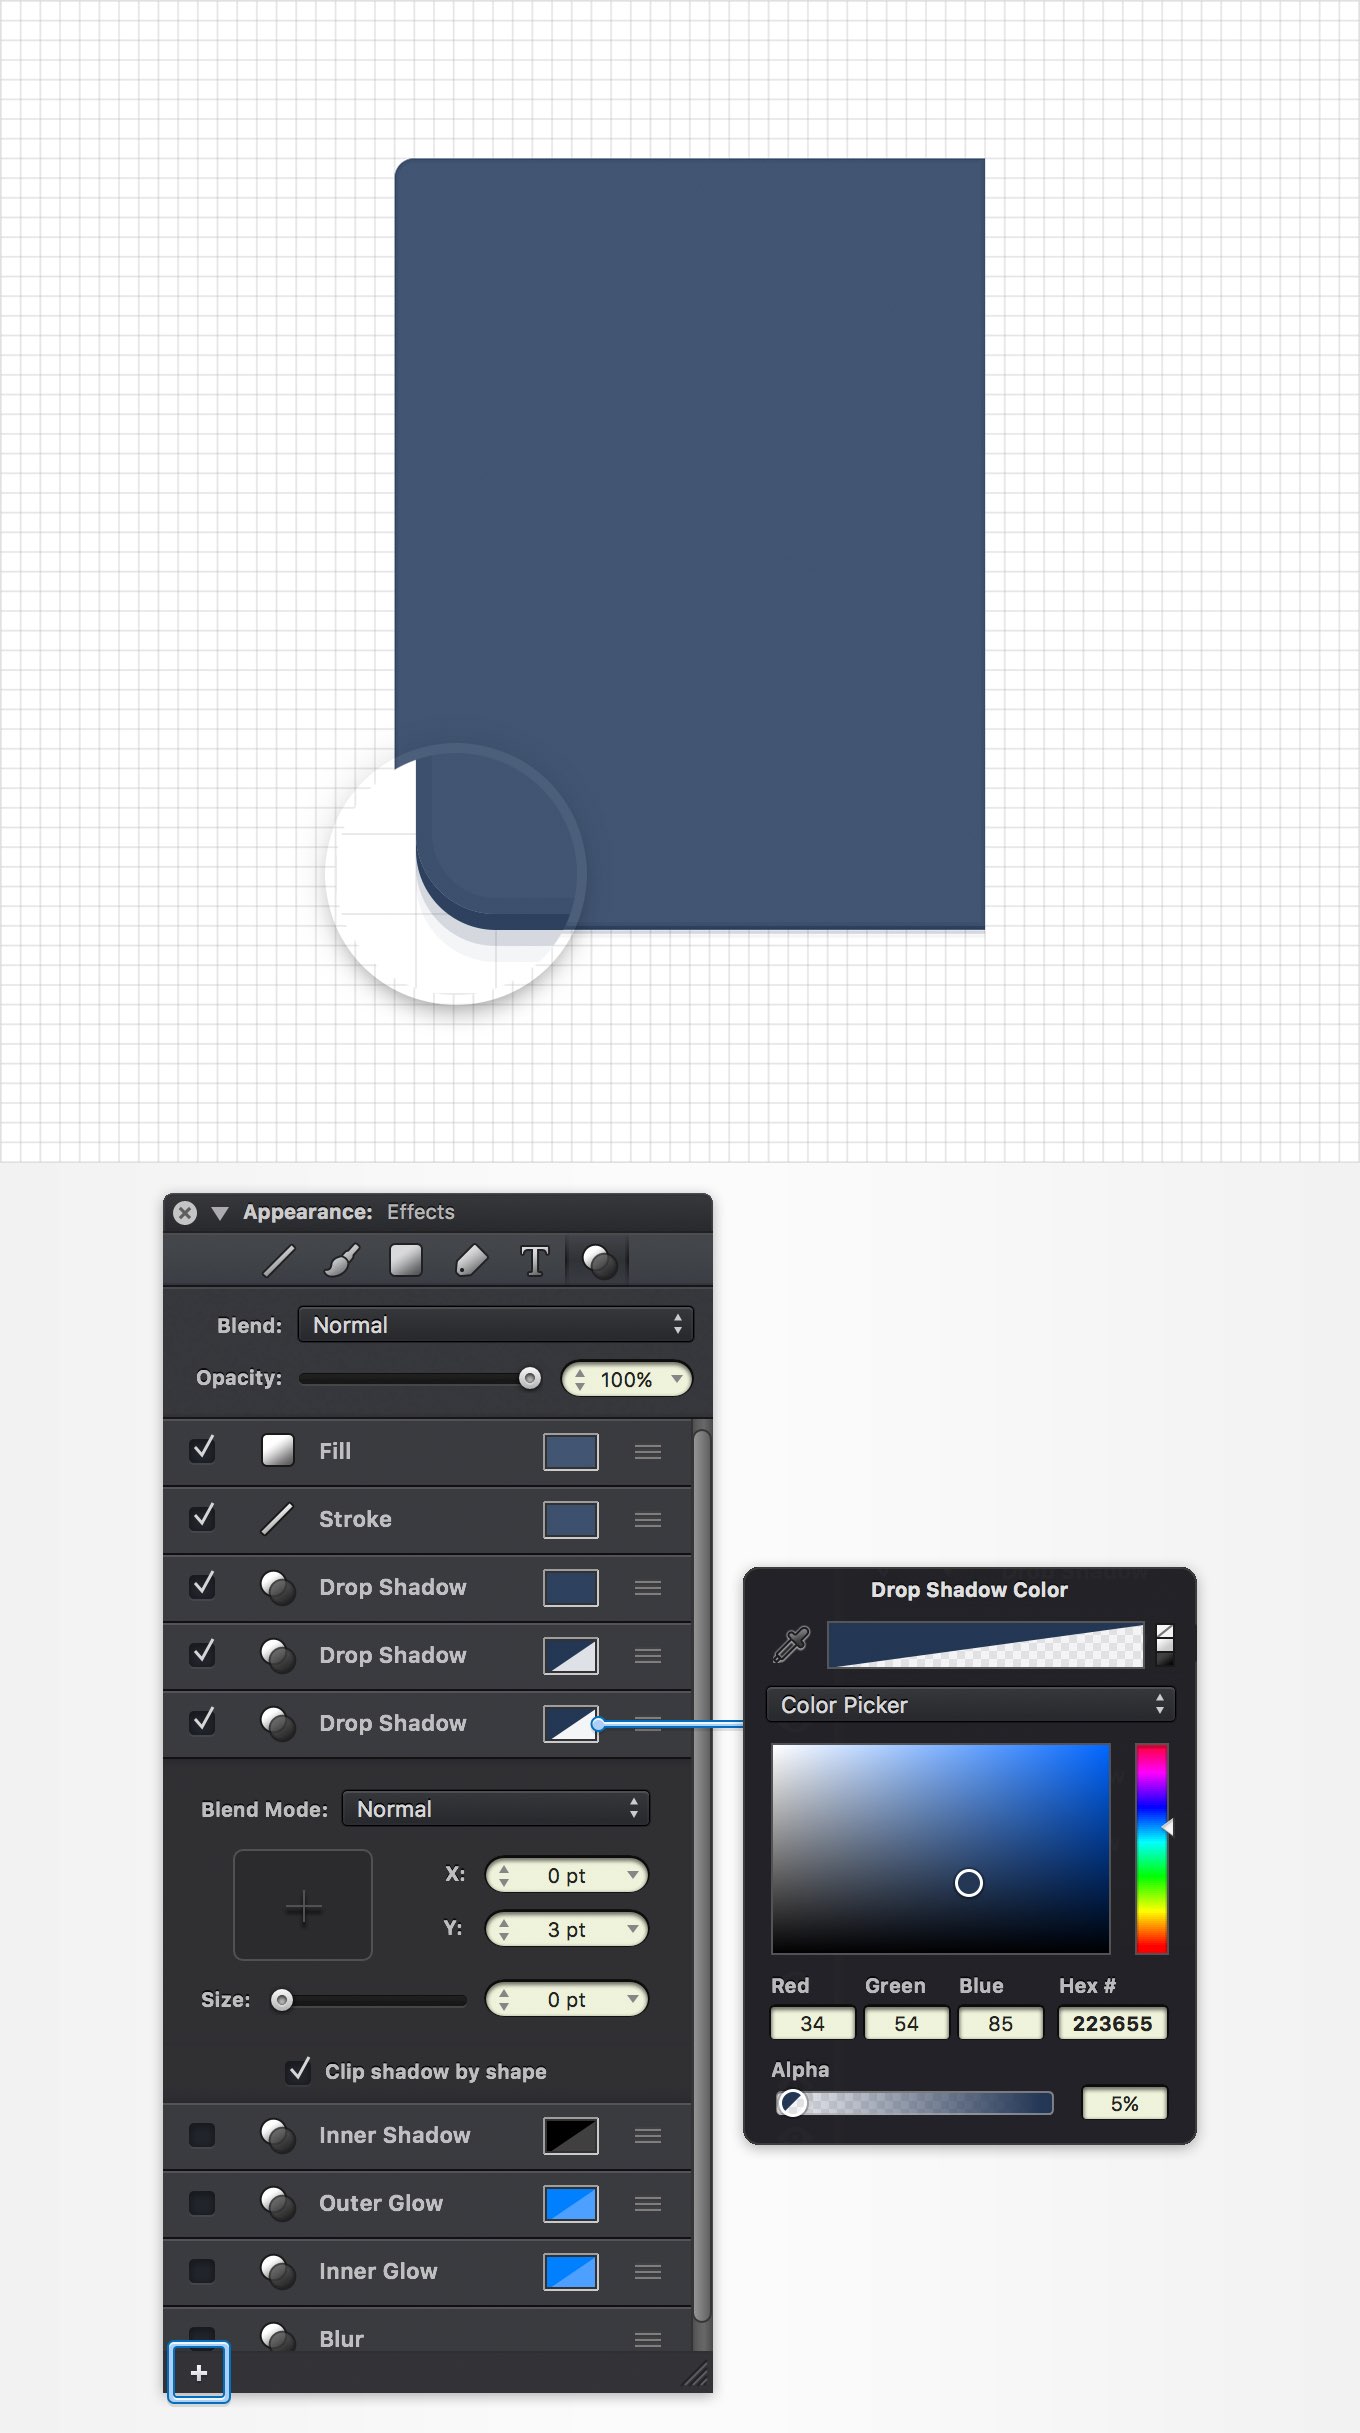 Appearance: Effects
T
Blend: Normal
Opacity: 100%
Fill
Stroke
Drop Shadow
Drop Shadow
Drop Shadow
Blend Mode: Normal
X: 0 pt
Y: 3 pt
Size: 0 pt
Clip shadow by shape
Inner Shadow
Outer Glow
Inner Glow
Blur
+
Drop Shadow Color
Color Picker
Red Green Blue Hex #
34 54 85 223655
Alpha
5%